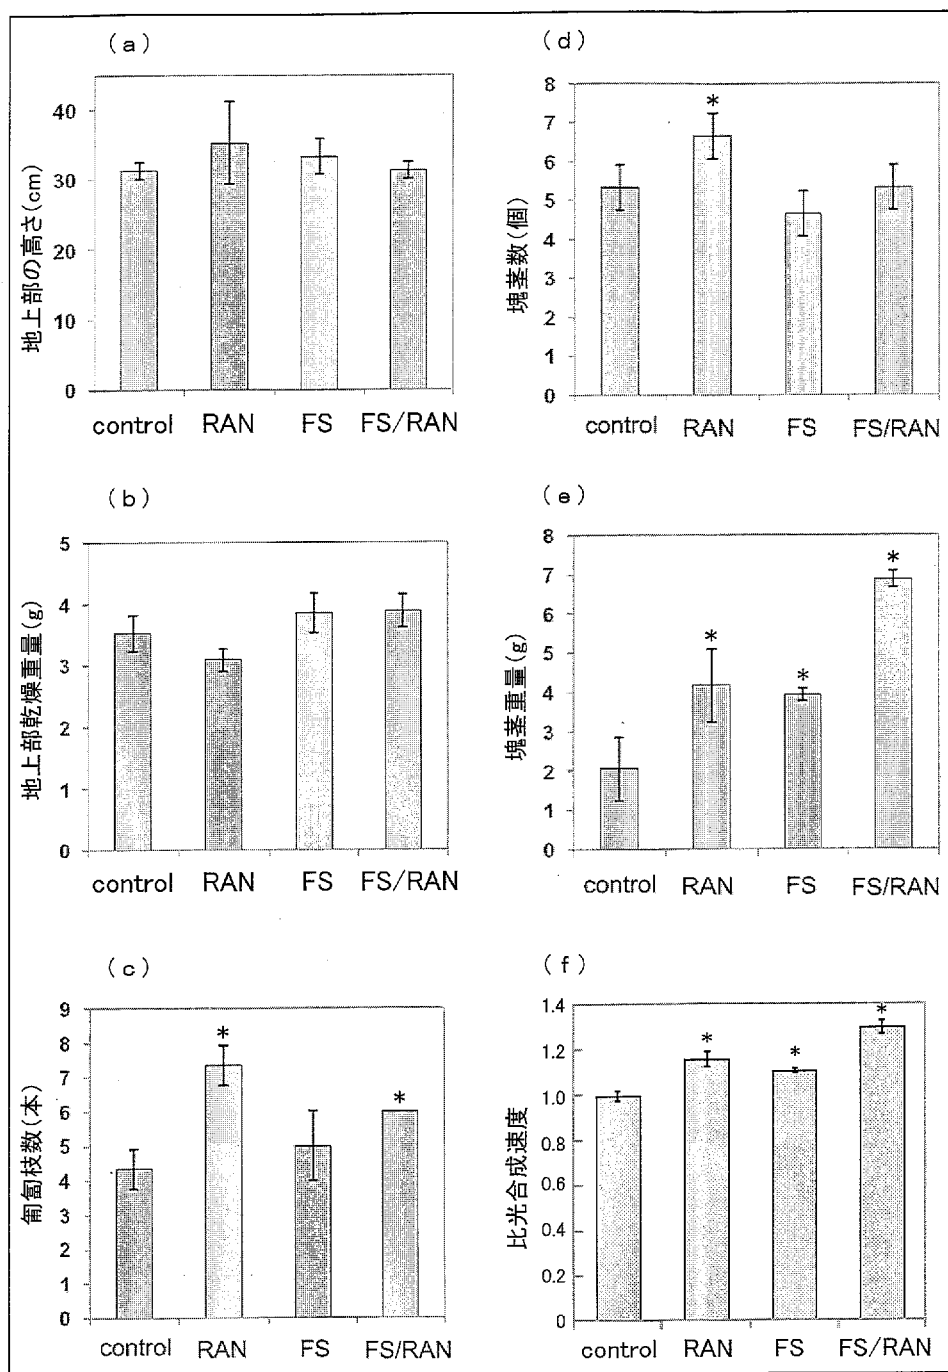 (a)
地上部の高さ(cm)
40
30
20
10
0
control RAN FS FS/RAN
(b)
地上部乾燥重量(g)
5
4
3
2
1
0
control RAN FS FS/RAN
(c)
匍匐枝数(本)
9
8
7
6
5
4
3
2
1
0
* *
control RAN FS FS/RAN
(d)
塊茎数(個)
8
7
6
5
4
3
2
1
0
*
control RAN FS FS/RAN
(e)
塊茎重量(g)
8
7
6
5
4
3
2
1
0
* * *
control RAN FS FS/RAN
(f)
比光合成速度
1.4
1.2
1.0
0.8
0.6
0.4
0.2
0
* * *
control RAN FS FS/RAN